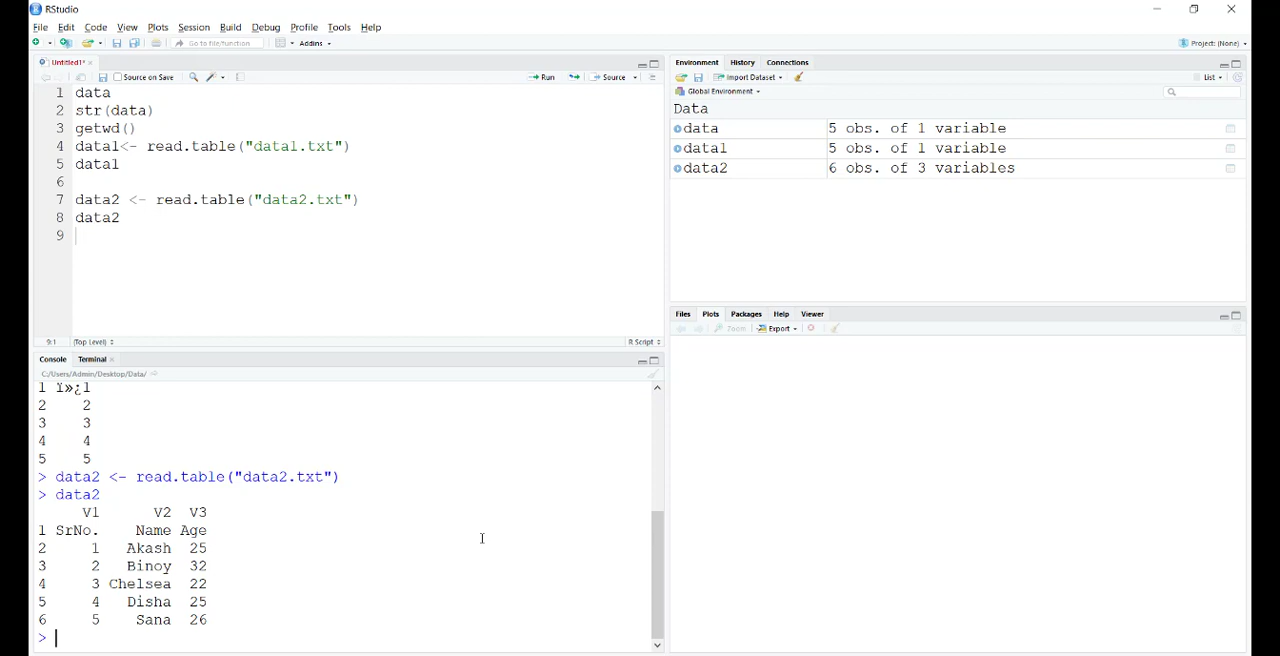 RStudio
File Edit Code View Plots Session Build Debug Profile Tools Help
Go to file/function Addins Project: (None)
Untitled1*
Source on Save Run Source
1 data
2 str(data)
3 getwd()
4 data1<- read.table("data1.txt")
5 data1
6
7 data2 <- read.table("data2.txt")
8 data2
9
9:1 (Top Level) R Script
Console Terminal
C:/Users/Admin/Desktop/Data/
1 ï»¿1
2 2
3 3
4 4
5 5
> data2 <- read.table("data2.txt")
> data2
V1 V2 V3
1 SrNo. Name Age
2 1 Akash 25
3 2 Binoy 32
4 3 Chelsea 22
5 4 Disha 25
6 5 Sana 26
>
Environment History Connections
Import Dataset List
Global Environment
Data
data 5 obs. of 1 variable
data1 5 obs. of 1 variable
data2 6 obs. of 3 variables
Files Plots Packages Help Viewer
Zoom Export